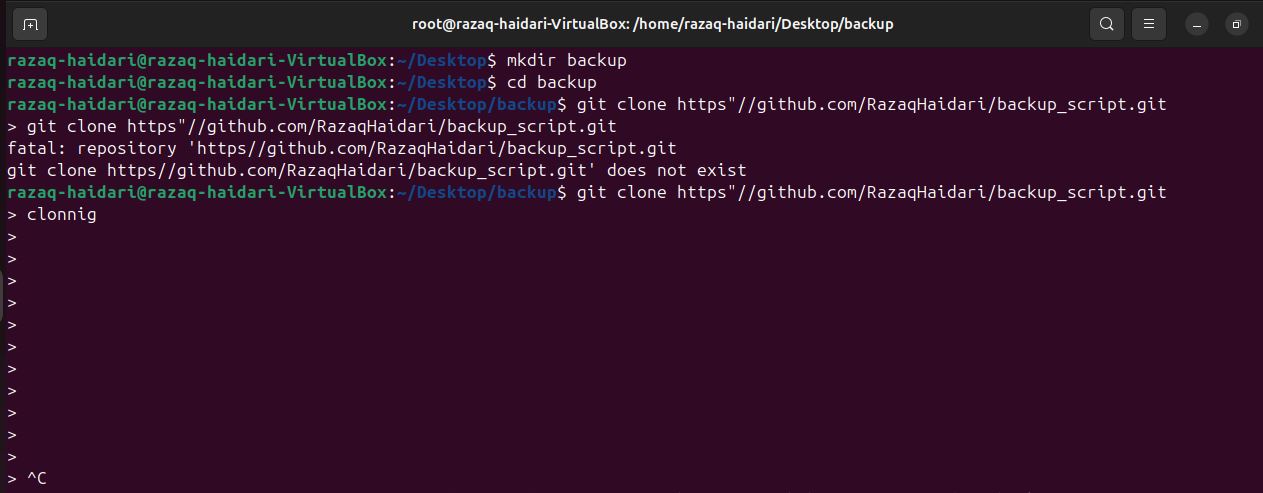 root@razaq-haidari-VirtualBox: /home/razaq-haidari/Desktop/backup
razaq-haidari@razaq-haidari-VirtualBox:~/Desktop$ mkdir backup
razaq-haidari@razaq-haidari-VirtualBox:~/Desktop$ cd backup
razaq-haidari@razaq-haidari-VirtualBox:~/Desktop/backup$ git clone https"//github.com/RazaqHaidari/backup_script.git
> git clone https"//github.com/RazaqHaidari/backup_script.git
fatal: repository 'https//github.com/RazaqHaidari/backup_script.git
git clone https//github.com/RazaqHaidari/backup_script.git' does not exist
razaq-haidari@razaq-haidari-VirtualBox:~/Desktop/backup$ git clone https"//github.com/RazaqHaidari/backup_script.git
> clonnig
>
>
>
>
>
>
>
>
>
>
>
> ^C